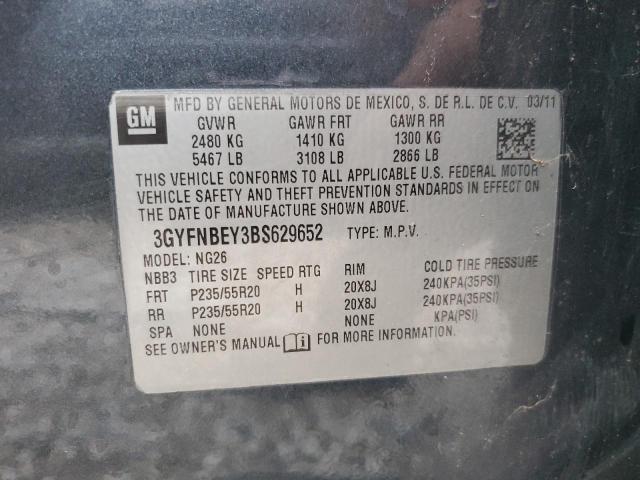 GM MFD BY GENERAL MOTORS DE MEXICO, S. DE R.L. DE C.V. 03/11
GVWR GAWR FRT GAWR RR
2480 KG 1410 KG 1300 KG
5467 LB 3108 LB 2866 LB
THIS VEHICLE CONFORMS TO ALL APPLICABLE U.S. FEDERAL MOTOR
VEHICLE SAFETY AND THEFT PREVENTION STANDARDS IN EFFECT ON
THE DATE OF MANUFACTURE SHOWN ABOVE.
3GYFNBEY3BS629652 TYPE: M.P.V.
MODEL: NG26
NBB3 TIRE SIZE SPEED RTG RIM COLD TIRE PRESSURE
FRT P235/55R20 H 20X8J 240KPA(35PSI)
RR P235/55R20 H 20X8J 240KPA(35PSI)
SPA NONE NONE KPA(PSI)
SEE OWNER'S MANUAL i FOR MORE INFORMATION.